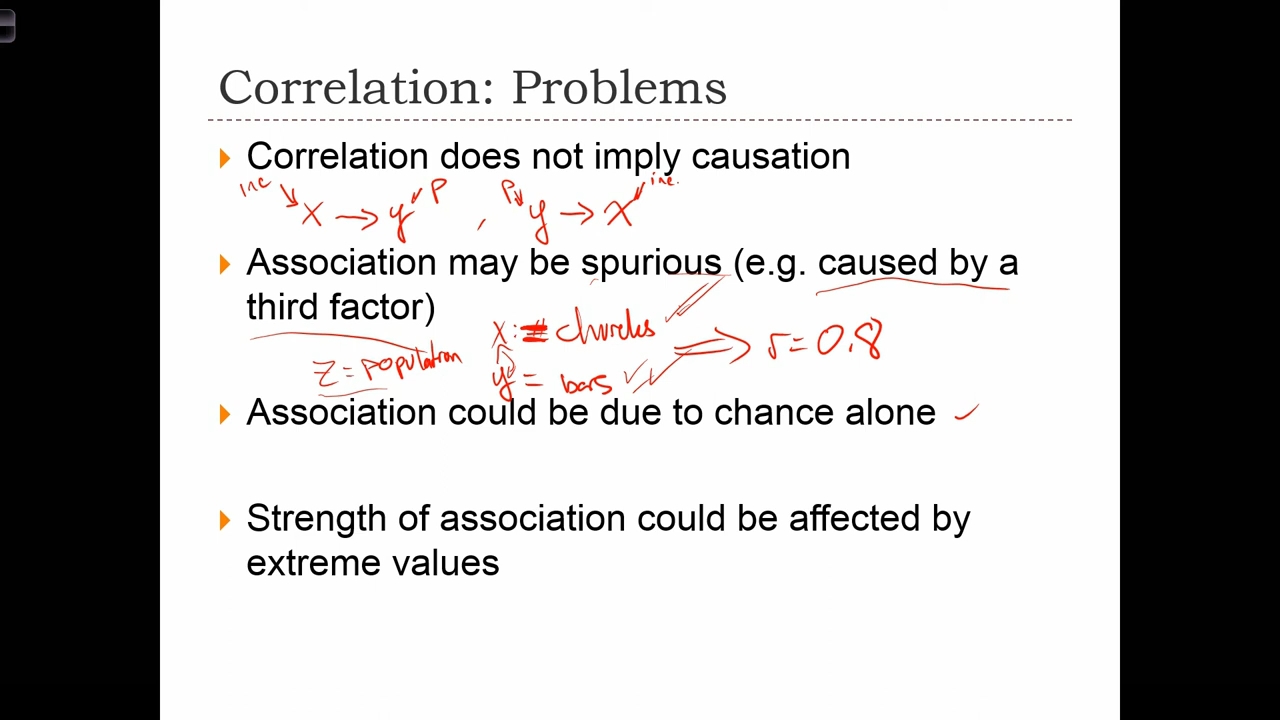 Correlation: Problems
Correlation does not imply causation
inc x → y P , P y → x inc.
Association may be spurious (e.g. caused by a
third factor)
x: # churches
z = population ⇒ r = 0.8
y = bars
Association could be due to chance alone
Strength of association could be affected by
extreme values